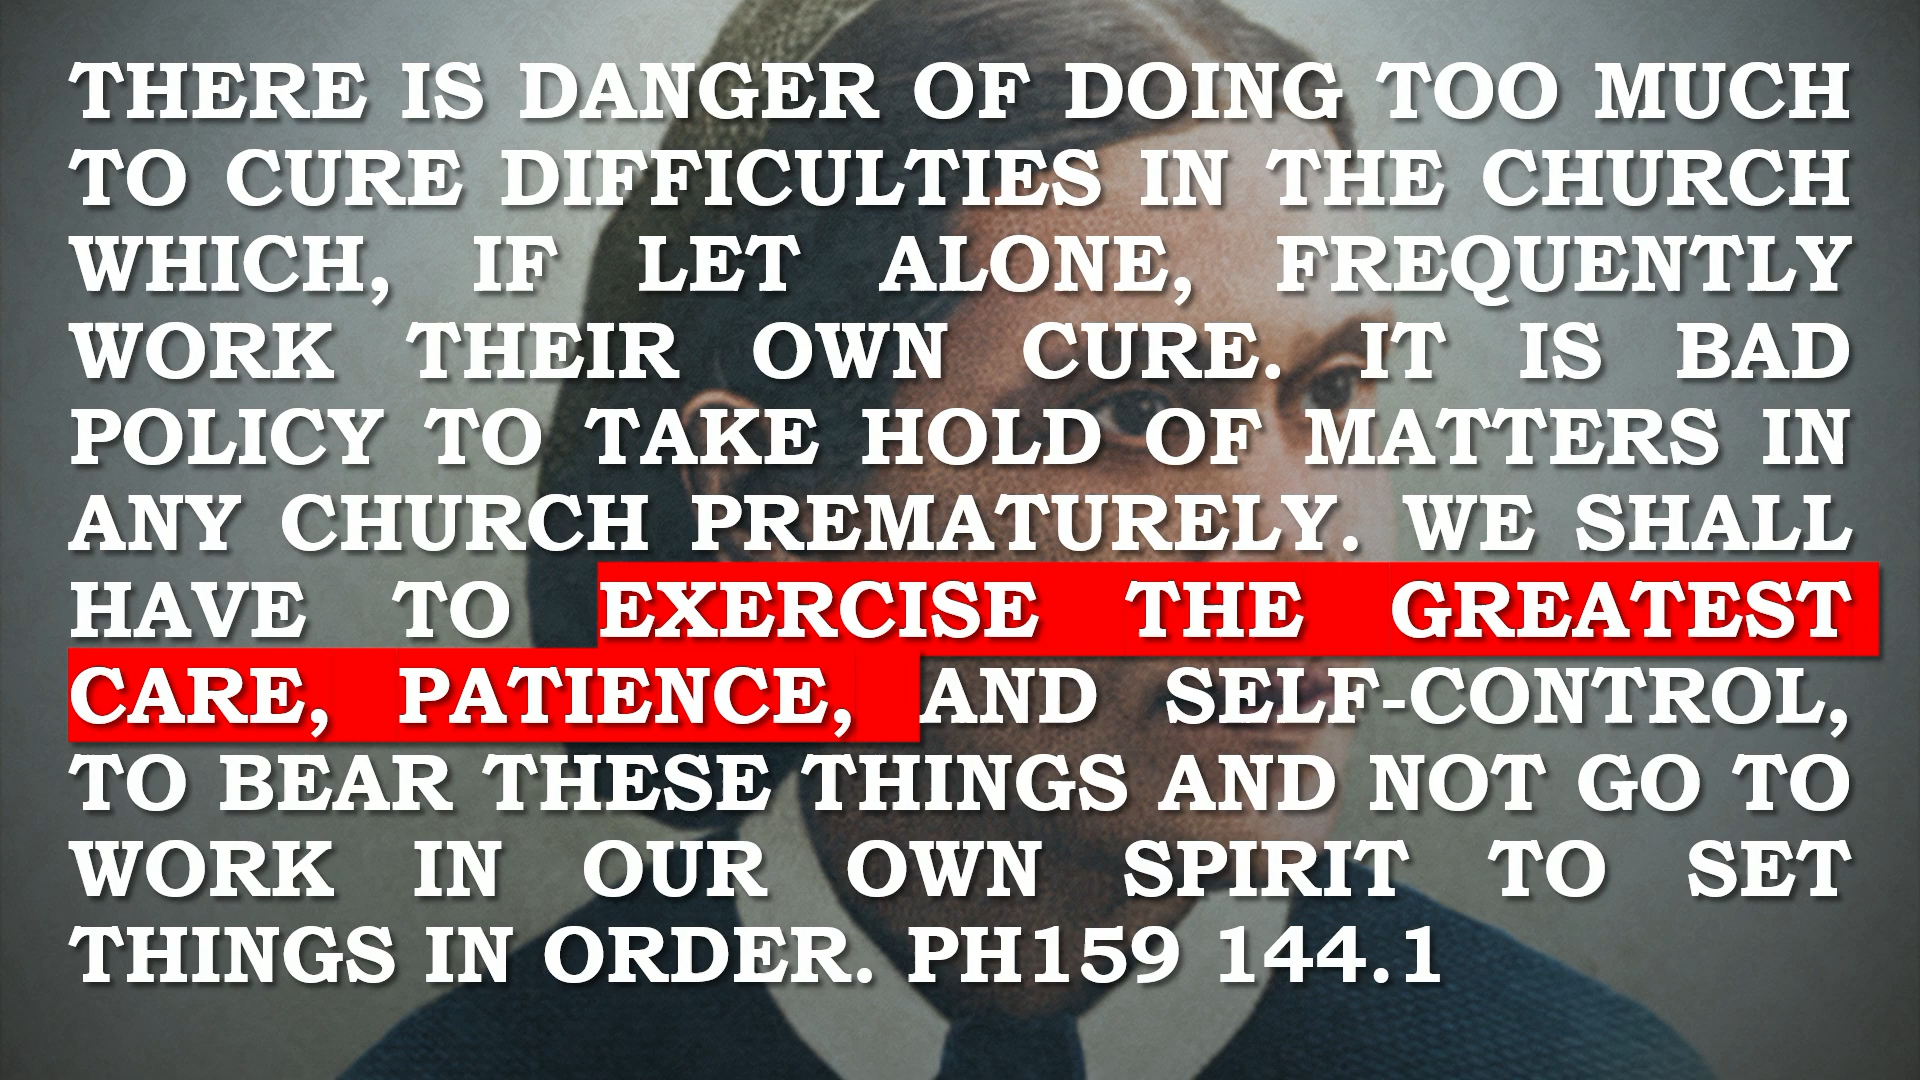 THERE IS DANGER OF DOING TOO MUCH
TO CURE DIFFICULTIES IN THE CHURCH
WHICH, IF LET ALONE, FREQUENTLY
WORK THEIR OWN CURE. IT IS BAD
POLICY TO TAKE HOLD OF MATTERS IN
ANY CHURCH PREMATURELY. WE SHALL
HAVE TO EXERCISE THE GREATEST
CARE, PATIENCE, AND SELF-CONTROL,
TO BEAR THESE THINGS AND NOT GO TO
WORK IN OUR OWN SPIRIT TO SET
THINGS IN ORDER. PH159 144.1